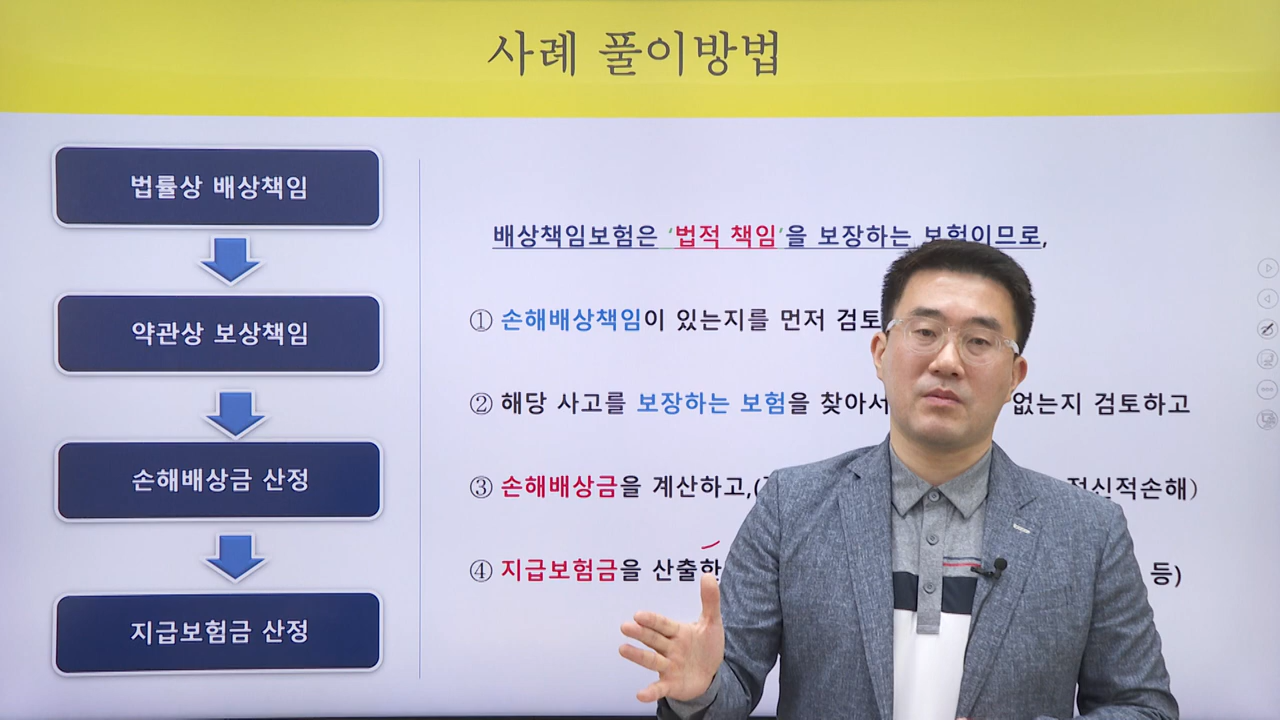 사례 풀이방법
법률상 배상책임
약관상 보상책임
손해배상금 산정
지급보험금 산정
배상책임보험은 '법적 책임'을 보장하는 보험이므로,
① 손해배상책임이 있는지를 먼저 검토
② 해당 사고를 보장하는 보험을 찾아서 없는지 검토하고
③ 손해배상금을 계산하고,( 정신적손해)
④ 지급보험금을 산출한 등)